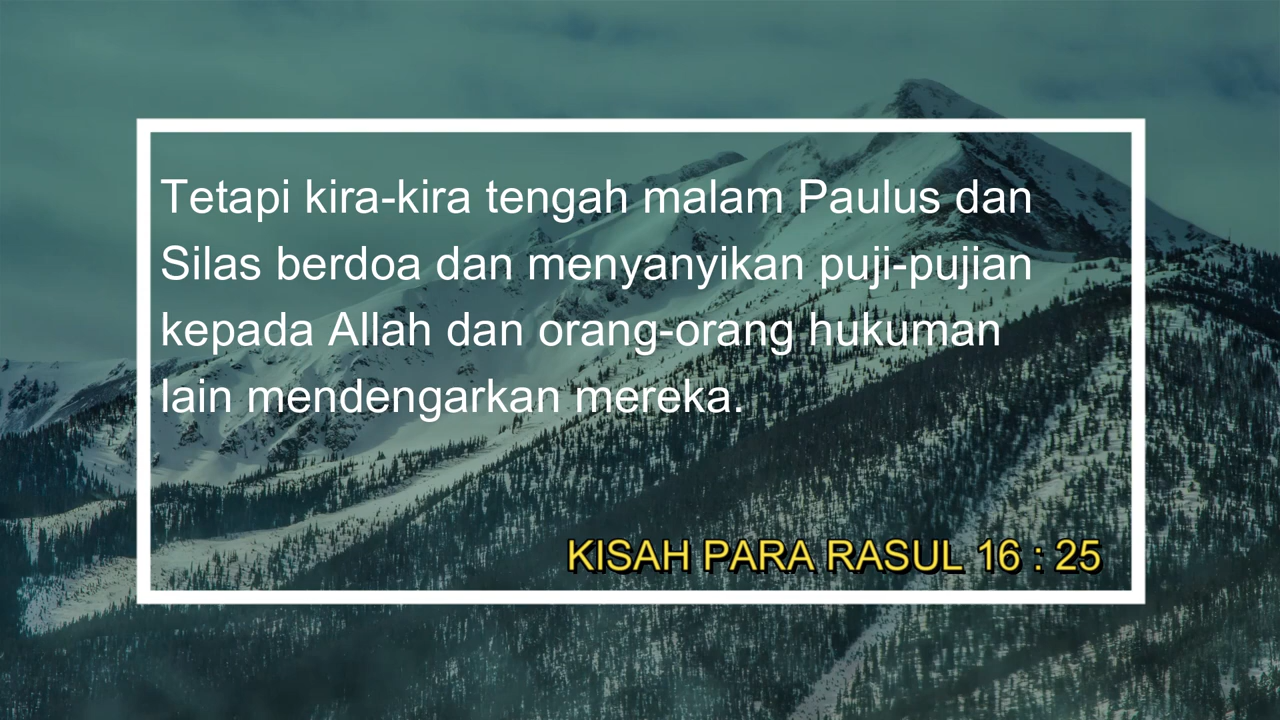 Tetapi kira-kira tengah malam Paulus dan
Silas berdoa dan menyanyikan puji-pujian
kepada Allah dan orang-orang hukuman
lain mendengarkan mereka.
KISAH PARA RASUL 16 : 25